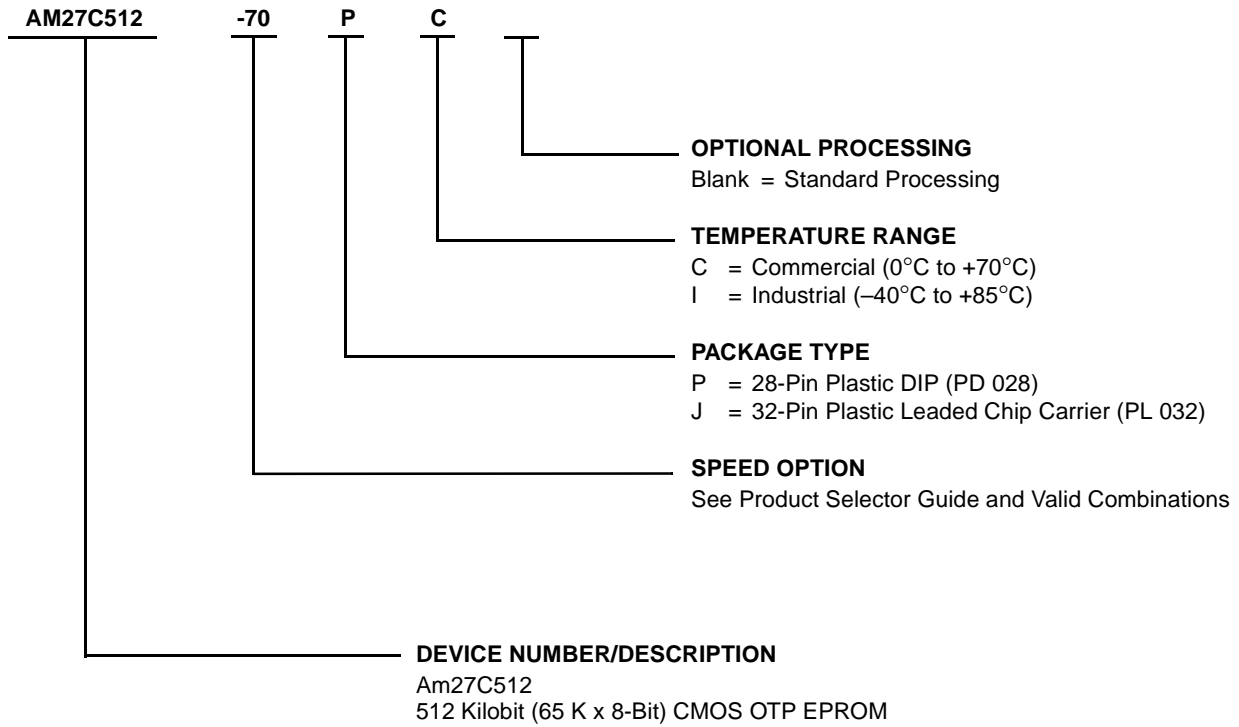 AM27C512 -70 P C
OPTIONAL PROCESSING
Blank = Standard Processing
TEMPERATURE RANGE
C = Commercial (0°C to +70°C)
I = Industrial (–40°C to +85°C)
PACKAGE TYPE
P = 28-Pin Plastic DIP (PD 028)
J = 32-Pin Plastic Leaded Chip Carrier (PL 032)
SPEED OPTION
See Product Selector Guide and Valid Combinations
DEVICE NUMBER/DESCRIPTION
Am27C512
512 Kilobit (65 K x 8-Bit) CMOS OTP EPROM